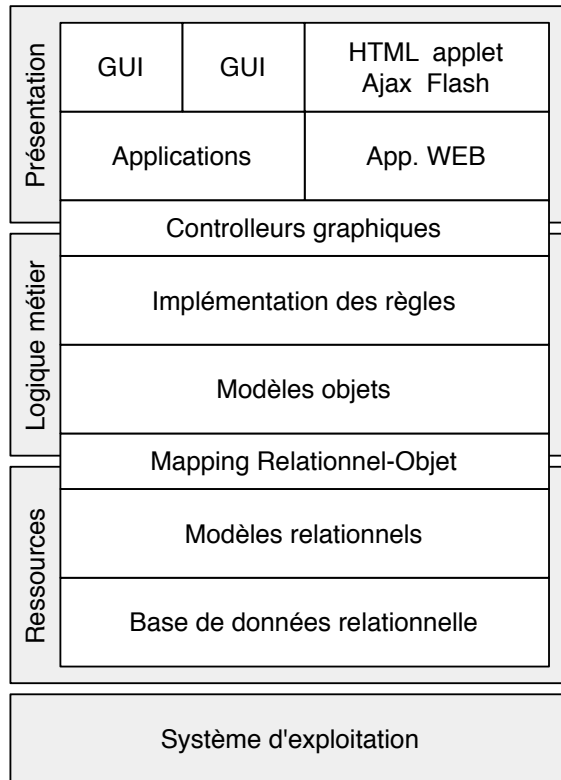 Présentation
GUI
GUI
HTML applet
Ajax Flash
Applications
App. WEB
Controlleurs graphiques
Logique métier
Implémentation des règles
Modèles objets
Mapping Relationnel-Objet
Ressources
Modèles relationnels
Base de données relationnelle
Système d'exploitation